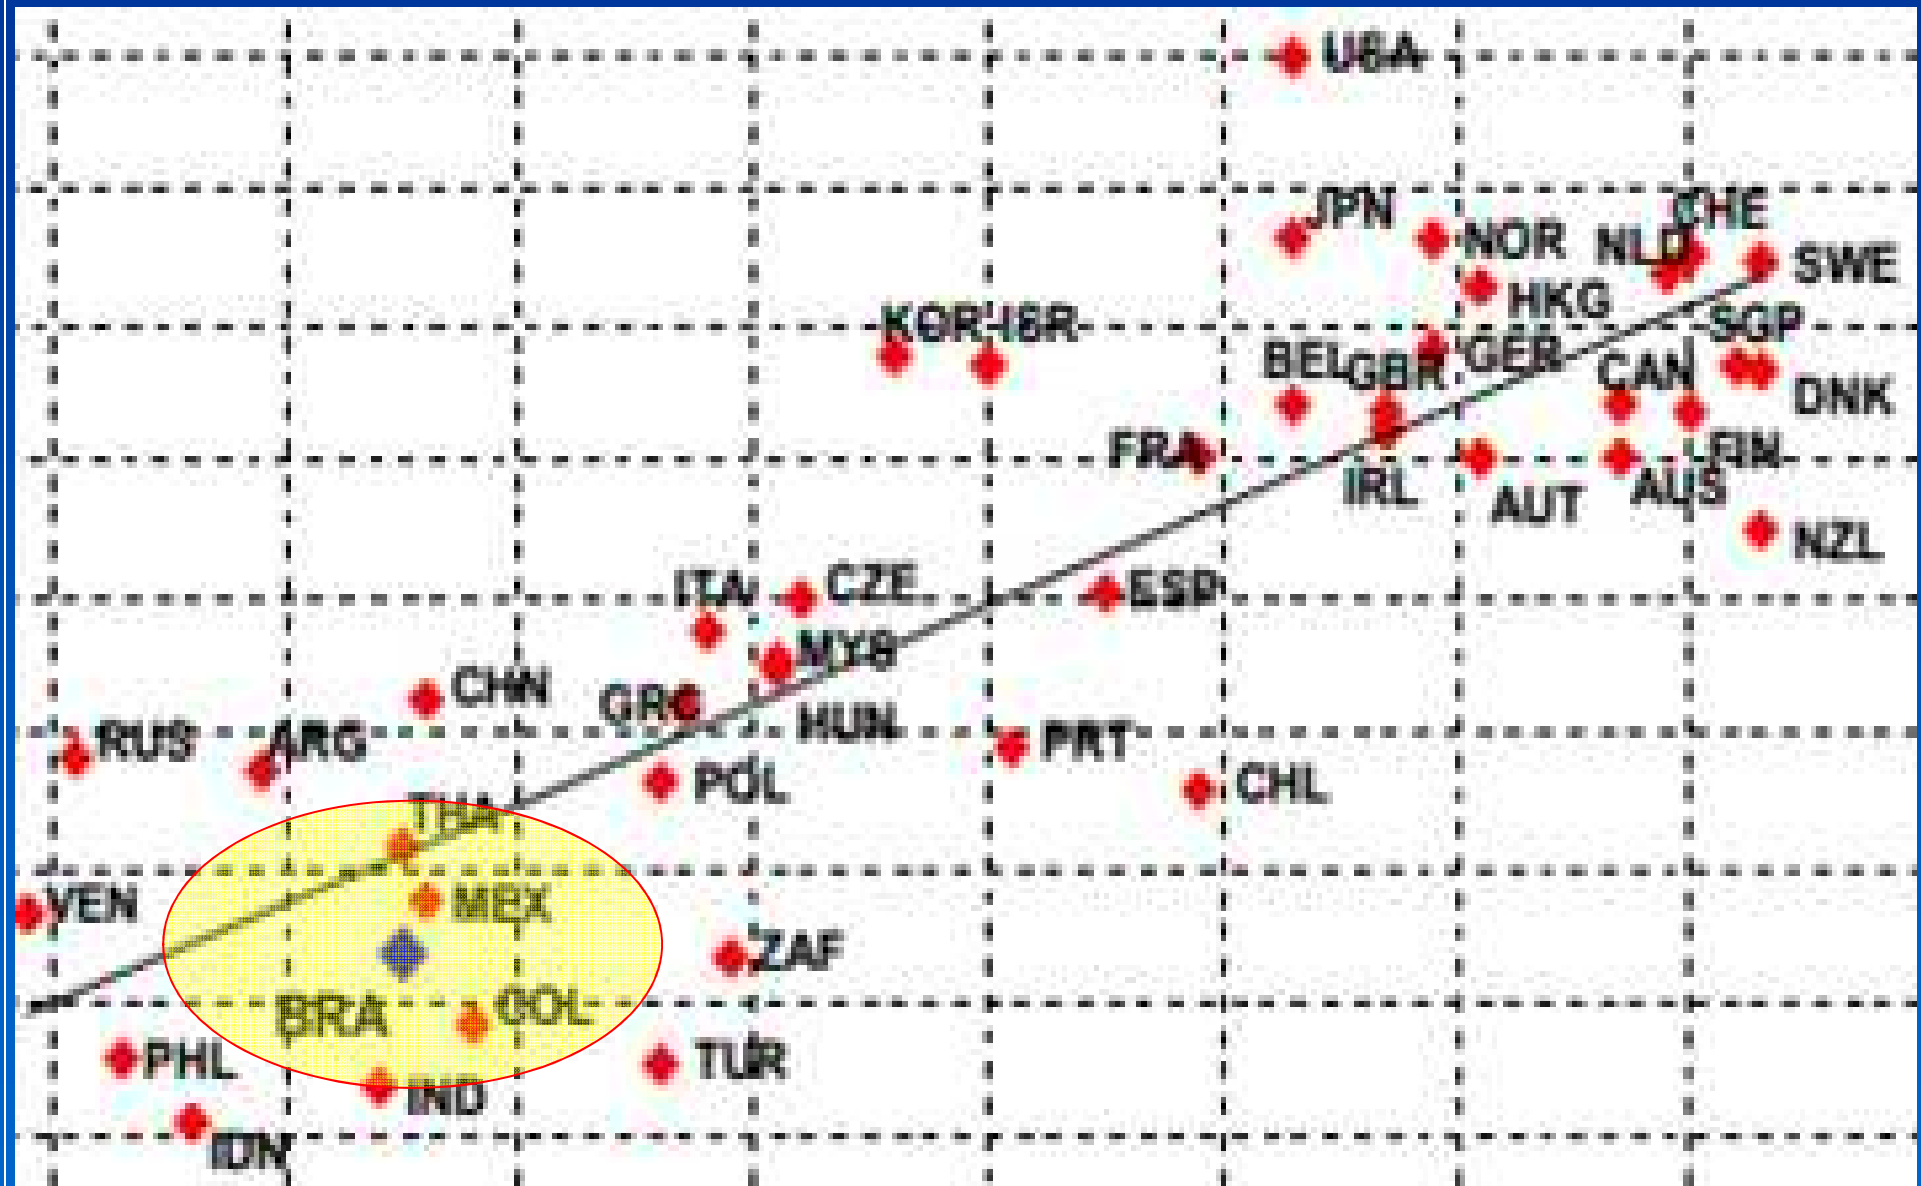 USA
JPN
CHE
NOR
NLD
SWE
HKG
KOR
ISR
SGP
BEL
GBR
GER
CAN
DNK
FRA
FIN
IRL
AUT
AUS
NZL
ITA
CZE
ESP
MYS
CHN
GRC
HUN
RUS
ARG
PRT
POL
CHL
THA
VEN
MEX
ZAF
BRA
COL
PHL
TUR
IND
IDN